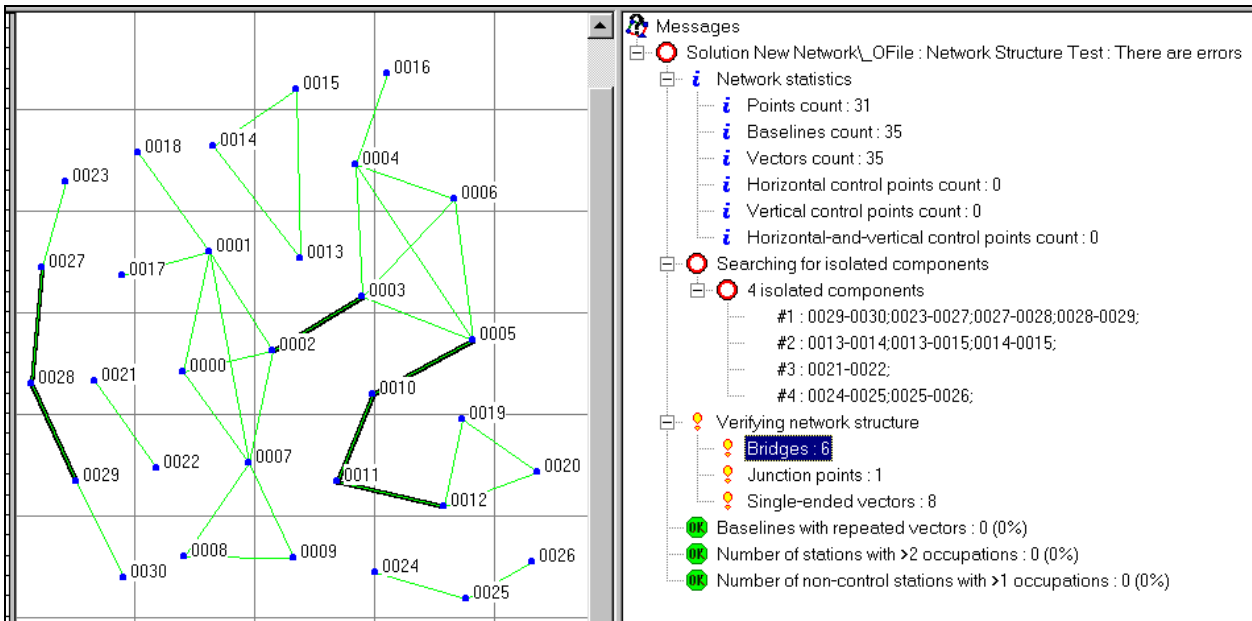 0016
0015
0018
0014
0004
0023
0006
0001
0013
0027
0017
0003
0005
0002
0000
0028
0021
0010
0019
0007
0022
0020
0029
0011
0012
0008
0009
0024
0026
0030
0025
Messages
Solution New Network\_OFile : Network Structure Test : There are errors
Network statistics
Points count : 31
Baselines count : 35
Vectors count : 35
Horizontal control points count : 0
Vertical control points count : 0
Horizontal-and-vertical control points count : 0
Searching for isolated components
4 isolated components
#1 : 0029-0030;0023-0027;0027-0028;0028-0029;
#2 : 0013-0014;0013-0015;0014-0015;
#3 : 0021-0022;
#4 : 0024-0025;0025-0026;
Verifying network structure
Bridges : 6
Junction points : 1
Single-ended vectors : 8
OK Baselines with repeated vectors : 0 (0%)
OK Number of stations with >2 occupations : 0 (0%)
OK Number of non-control stations with >1 occupations : 0 (0%)